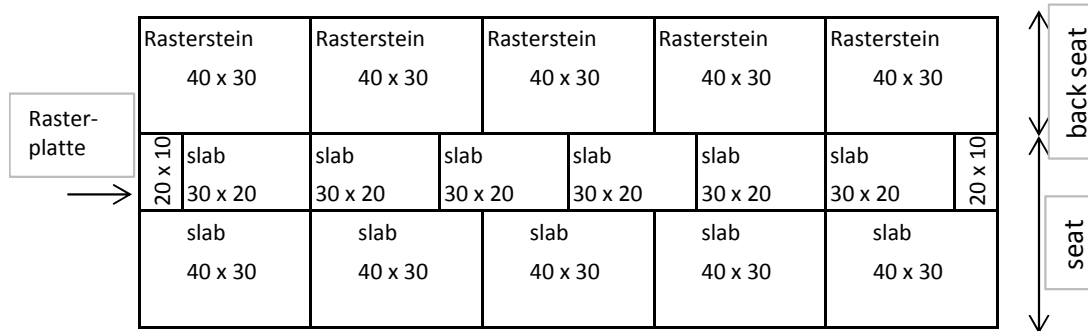 Rasterstein Rasterstein Rasterstein Rasterstein Rasterstein
40 x 30 40 x 30 40 x 30 40 x 30 40 x 30
back seat
Raster-
platte
20 x 10
slab slab slab slab slab slab
30 x 20 30 x 20 30 x 20 30 x 20 30 x 20 30 x 20
20 x 10
slab slab slab slab slab
40 x 30 40 x 30 40 x 30 40 x 30 40 x 30
seat